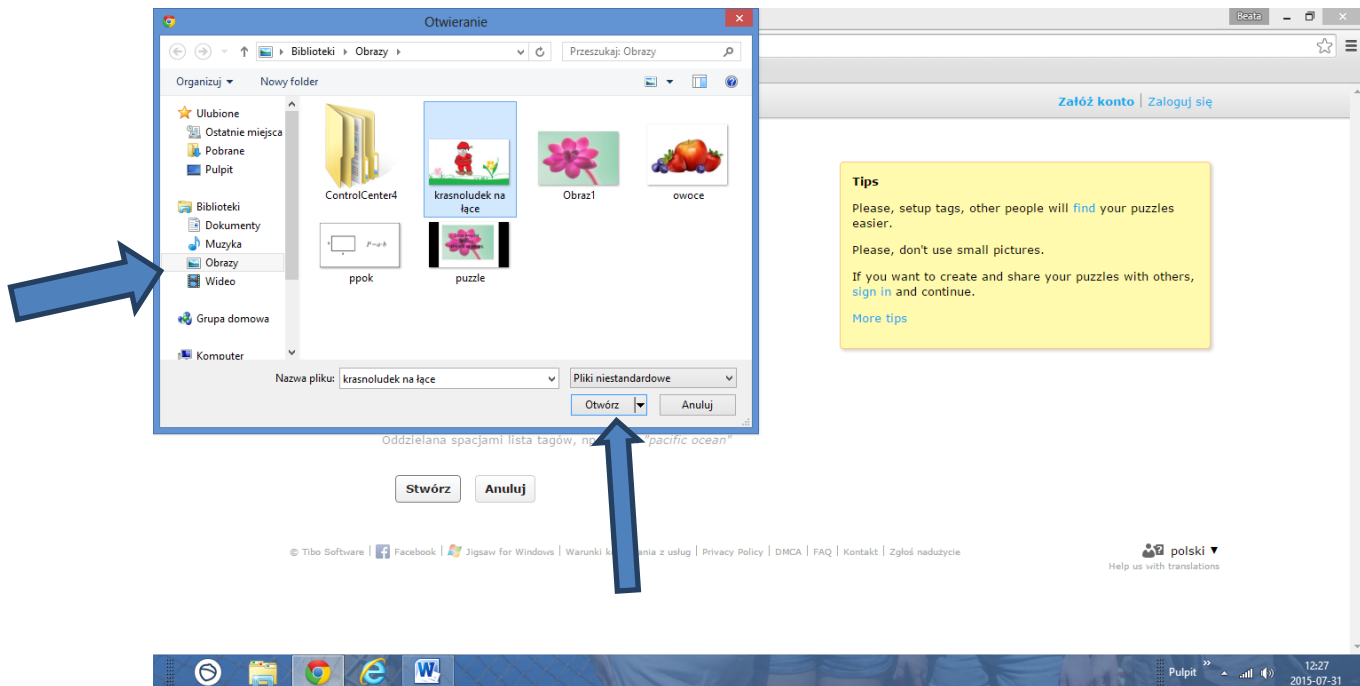 Otwieranie
Beata
Biblioteki Obrazy
Przeszukaj: Obrazy
Organizuj Nowy folder
Załóż konto Zaloguj się
Ulubione
Ostatnie miejsca
Pobrane
Pulpit
Biblioteki
Dokumenty
Muzyka
Obrazy
Wideo
Grupa domowa
Komputer
ControlCenter4
krasnoludek na
łące
Obraz1
owoce
P=a·b
ppok
puzzle
Nazwa pliku: krasnoludek na łące
Pliki niestandardowe
Otwórz Anuluj
Tips
Please, setup tags, other people will find your puzzles
easier.
Please, don't use small pictures.
If you want to create and share your puzzles with others,
sign in and continue.
More tips
Oddzielana spacjami lista tagów, "pacific ocean"
Stwórz Anuluj
© Tibo Software | Facebook | Jigsaw for Windows | Warunki z usług | Privacy Policy | DMCA | FAQ | Kontakt | Zgłoś nadużycie
polski ▼
Help us with translations
Pulpit
12:27
2015-07-31